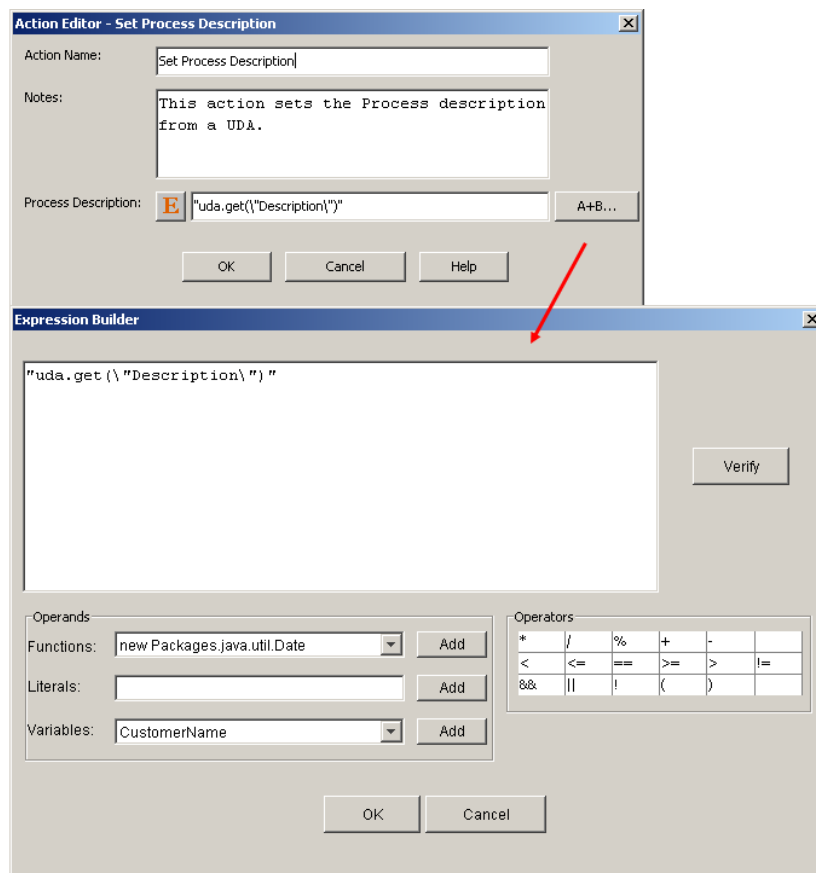 Action Editor - Set Process Description
Action Name:
Set Process Description
Notes:
This action sets the Process description
from a UDA.
Process Description:
E
"uda.get(\"Description\")"
A+B...
OK
Cancel
Help
Expression Builder
"uda.get(\"Description\")"
Verify
Operands
Functions:
new Packages.java.util.Date
Add
Literals:
Add
Variables:
CustomerName
Add
Operators
* / % + -
< <= == >= > !=
&& || ! ( )
OK
Cancel